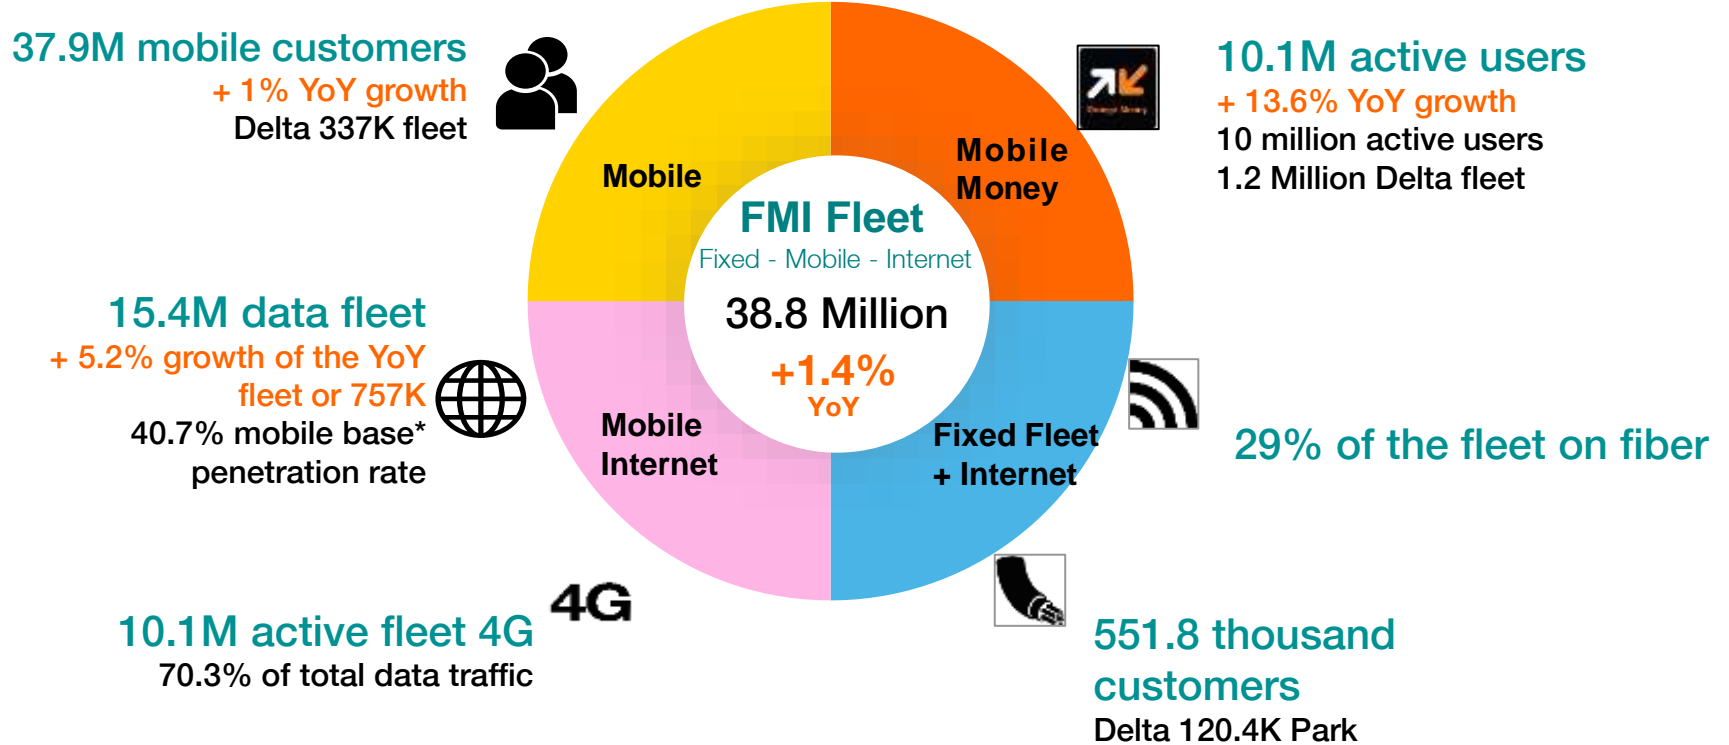 37.9M mobile customers
+ 1% YoY growth
Delta 337K fleet
10.1M active users
+ 13.6% YoY growth
10 million active users
1.2 Million Delta fleet
Mobile
Mobile
Money
FMI Fleet
Fixed - Mobile - Internet
38.8 Million
+1.4%
YoY
15.4M data fleet
+ 5.2% growth of the YoY
fleet or 757K
40.7% mobile base*
penetration rate
Mobile
Internet
Fixed Fleet
+ Internet
29% of the fleet on fiber
4G
10.1M active fleet 4G
70.3% of total data traffic
551.8 thousand
customers
Delta 120.4K Park